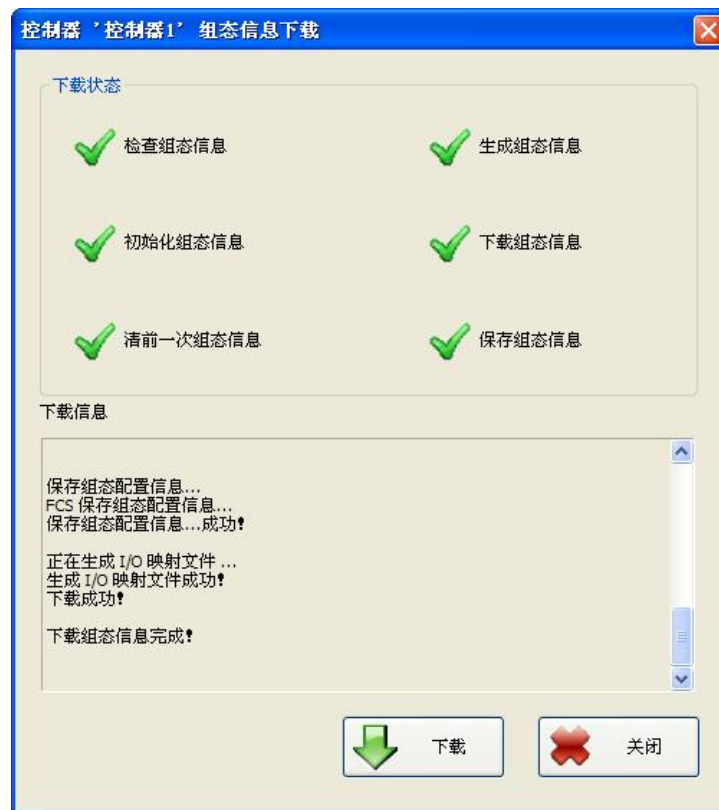 控制器‘控制器1’ 组态信息下载
下载状态
检查组态信息
生成组态信息
初始化组态信息
下载组态信息
清前一次组态信息
保存组态信息
下载信息
保存组态配置信息...
FCS 保存组态配置信息...
保存组态配置信息...成功!
正在生成 I/O 映射文件 ...
生成 I/O 映射文件成功!
下载成功!
下载组态信息完成!
下载
关闭